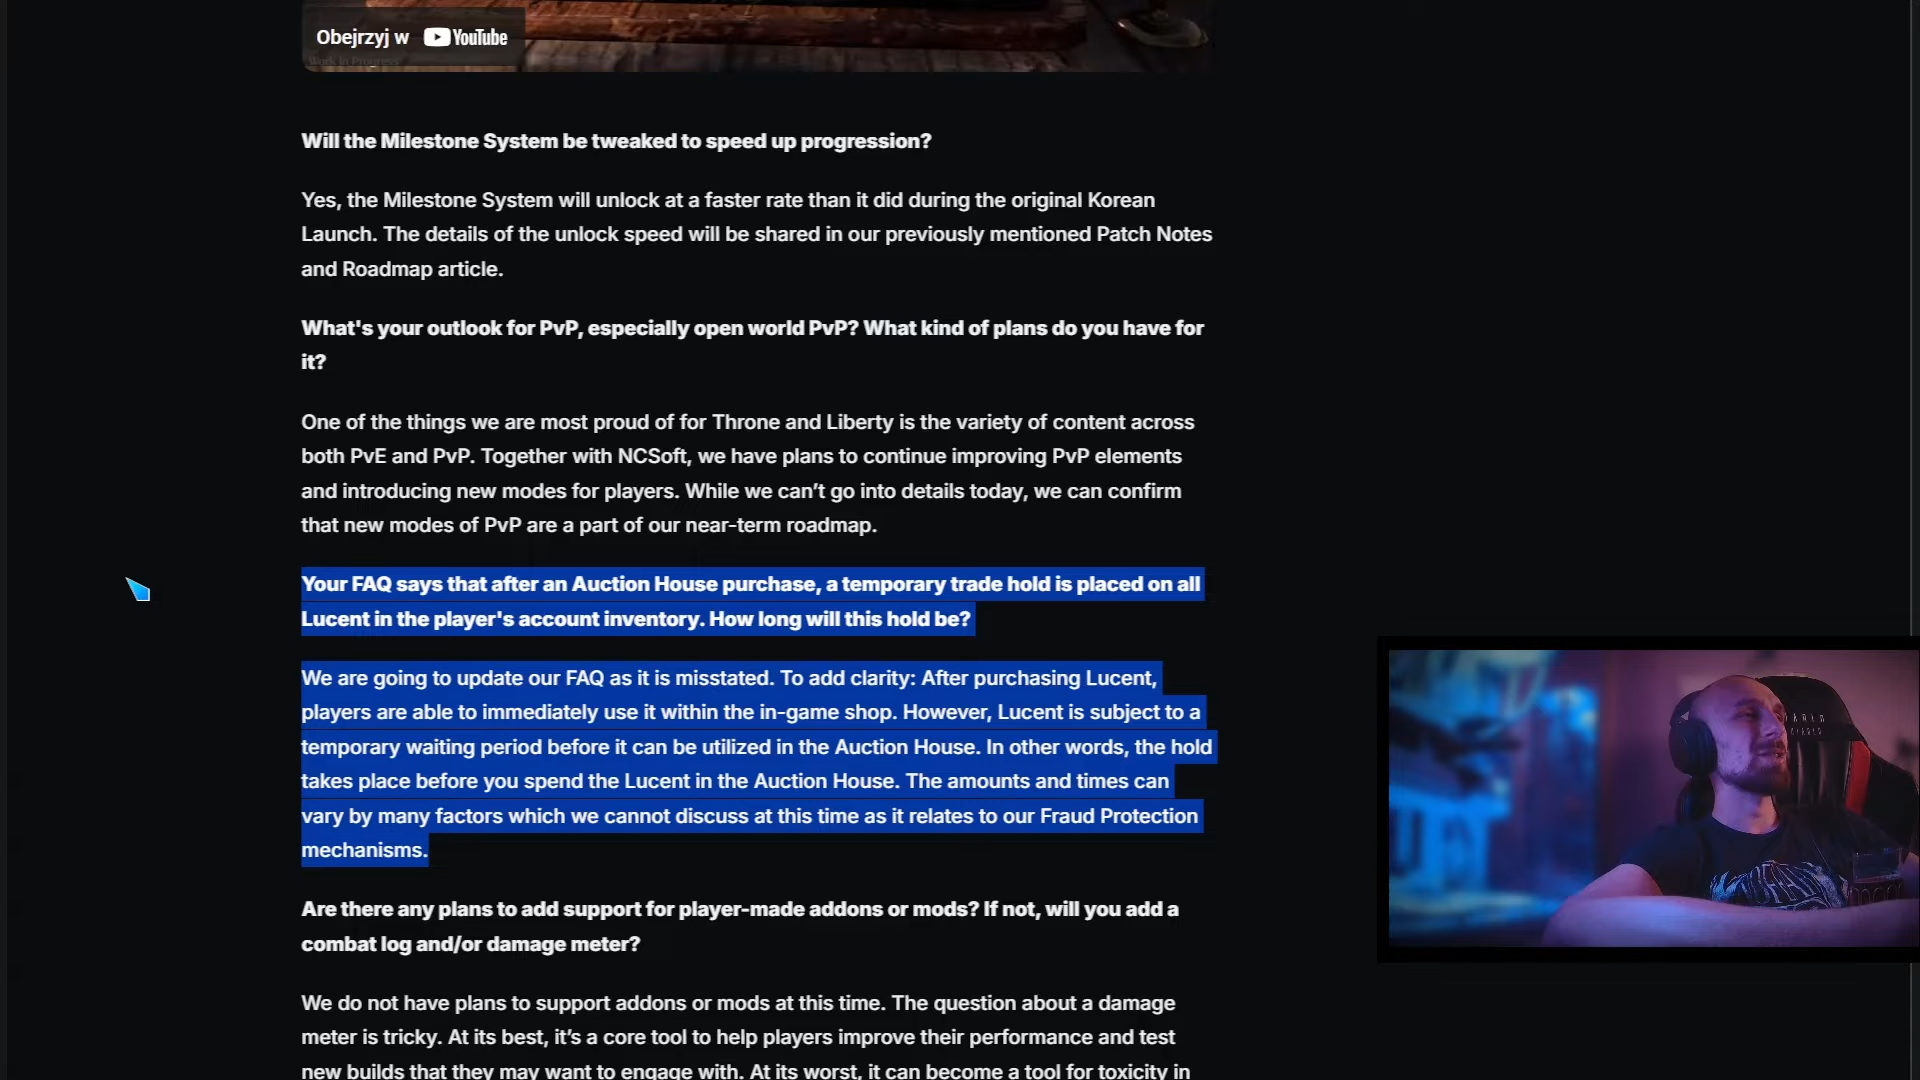 Obejrzyj w YouTube
Work In Progress
Will the Milestone System be tweaked to speed up progression?
Yes, the Milestone System will unlock at a faster rate than it did during the original Korean
Launch. The details of the unlock speed will be shared in our previously mentioned Patch Notes
and Roadmap article.
What's your outlook for PvP, especially open world PvP? What kind of plans do you have for
it?
One of the things we are most proud of for Throne and Liberty is the variety of content across
both PvE and PvP. Together with NCSoft, we have plans to continue improving PvP elements
and introducing new modes for players. While we can’t go into details today, we can confirm
that new modes of PvP are a part of our near-term roadmap.
Your FAQ says that after an Auction House purchase, a temporary trade hold is placed on all
Lucent in the player's account inventory. How long will this hold be?
We are going to update our FAQ as it is misstated. To add clarity: After purchasing Lucent,
players are able to immediately use it within the in-game shop. However, Lucent is subject to a
temporary waiting period before it can be utilized in the Auction House. In other words, the hold
takes place before you spend the Lucent in the Auction House. The amounts and times can
vary by many factors which we cannot discuss at this time as it relates to our Fraud Protection
mechanisms.
Are there any plans to add support for player-made addons or mods? If not, will you add a
combat log and/or damage meter?
We do not have plans to support addons or mods at this time. The question about a damage
meter is tricky. At its best, it’s a core tool to help players improve their performance and test
new builds that they may want to engage with. At its worst, it can become a tool for toxicity in